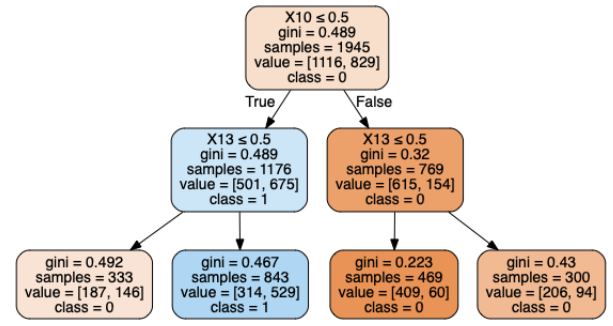 X10 ≤ 0.5
gini = 0.489
samples = 1945
value = [1116, 829]
class = 0
True
False
X13 ≤ 0.5
gini = 0.489
samples = 1176
value = [501, 675]
class = 1
X13 ≤ 0.5
gini = 0.32
samples = 769
value = [615, 154]
class = 0
gini = 0.492
samples = 333
value = [187, 146]
class = 0
gini = 0.467
samples = 843
value = [314, 529]
class = 1
gini = 0.223
samples = 469
value = [409, 60]
class = 0
gini = 0.43
samples = 300
value = [206, 94]
class = 0